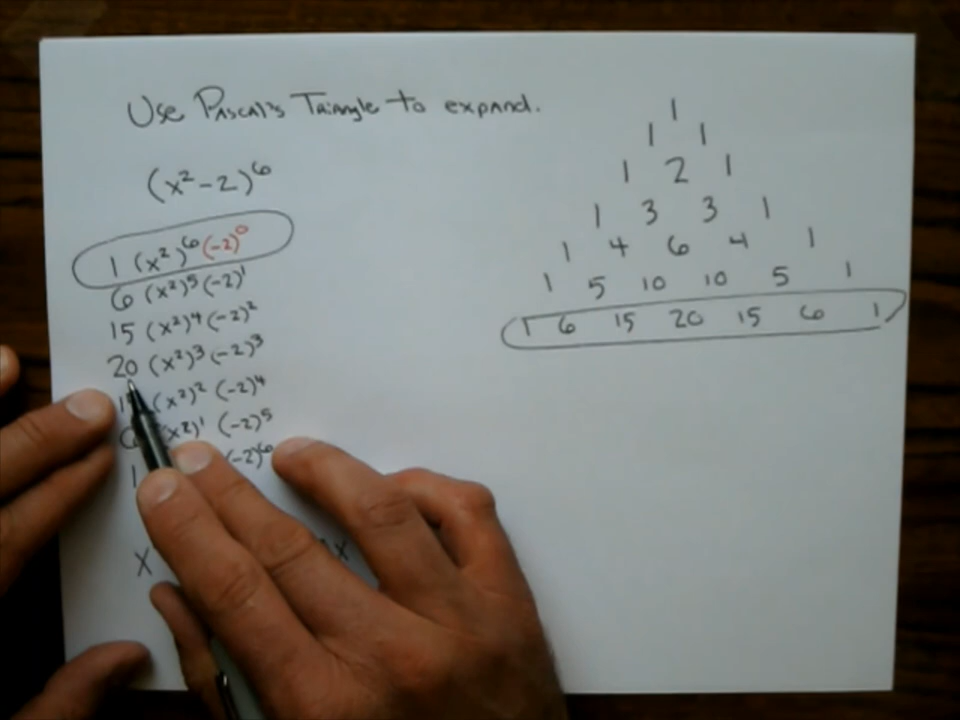 Use Pascal's Triangle to expand.
(x²-2)⁶
1 (x²)⁶(-2)⁰
6 (x²)⁵(-2)¹
15 (x²)⁴(-2)²
20 (x²)³(-2)³
(x²)² (-2)⁴
x²)¹ (-2)⁵
1 -2)⁶
x x
1
1 1
1 2 1
1 3 3 1
1 4 6 4 1
1 5 10 10 5 1
1 6 15 20 15 6 1